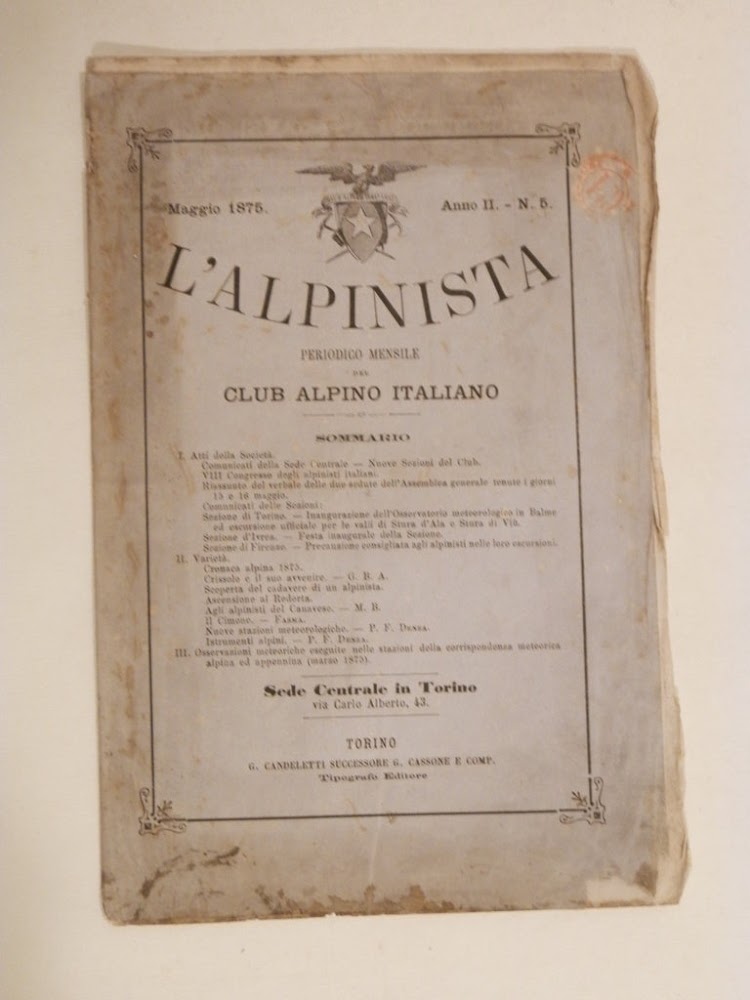 Maggio 1875.
Anno II. - N. 5.
L'ALPINISTA
PERIODICO MENSILE
DEL
CLUB ALPINO ITALIANO
SOMMARIO
I. Atti della Società.
Comunicati della Sede Centrale — Nuove Sezioni del Club.
VIII Congresso degli alpinisti italiani.
Riassunto del verbale delle due sedute dell'Assemblea generale tenute i giorni
15 e 16 maggio.
Comunicati delle Sezioni:
Sezione di Torino. — Inaugurazione dell'Osservatorio meteorologico in Balme
ed escursione ufficiale per le valli di Stura d'Ala e Stura di Viù.
Sezione d'Ivrea. — Festa inaugurale della Sezione.
Sezione di Firenze. — Precauzione consigliata agli alpinisti nelle loro escursioni.
II. Varietà.
Cronaca alpina 1875.
Crissolo e il suo avvenire. — G. B. A.
Scoperta del cadavere di un alpinista.
Ascensione al Redorta.
Agli alpinisti del Canavese. — M. B.
Il Cimone. — FARMA.
Nuove stazioni meteorologiche. — P. F. DENZA.
Istrumenti alpini. — P. F. DENZA.
III. Osservazioni meteoriche eseguite nelle stazioni della corrispondenza meteorica
alpina ed appennina (marzo 1875).
Sede Centrale in Torino
via Carlo Alberto, 43.
TORINO
G. CANDELETTI SUCCESSORE G. CASSONE E COMP.
Tipografo Editore